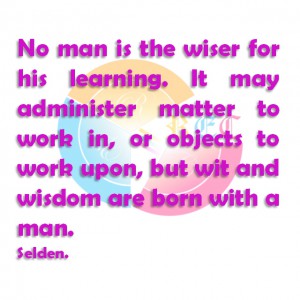 No man is the wiser for
his learning. It may
administer matter to
work in, or objects to
work upon, but wit and
wisdom are born with a
man.
Selden.